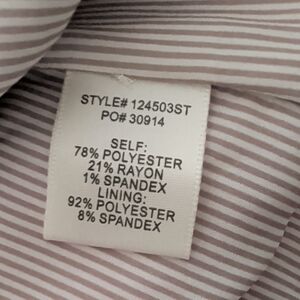 STYLE# 124503ST
PO# 30914
SELF:
78% POLYESTER
21% RAYON
1% SPANDEX
LINING:
92% POLYESTER
8% SPANDEX